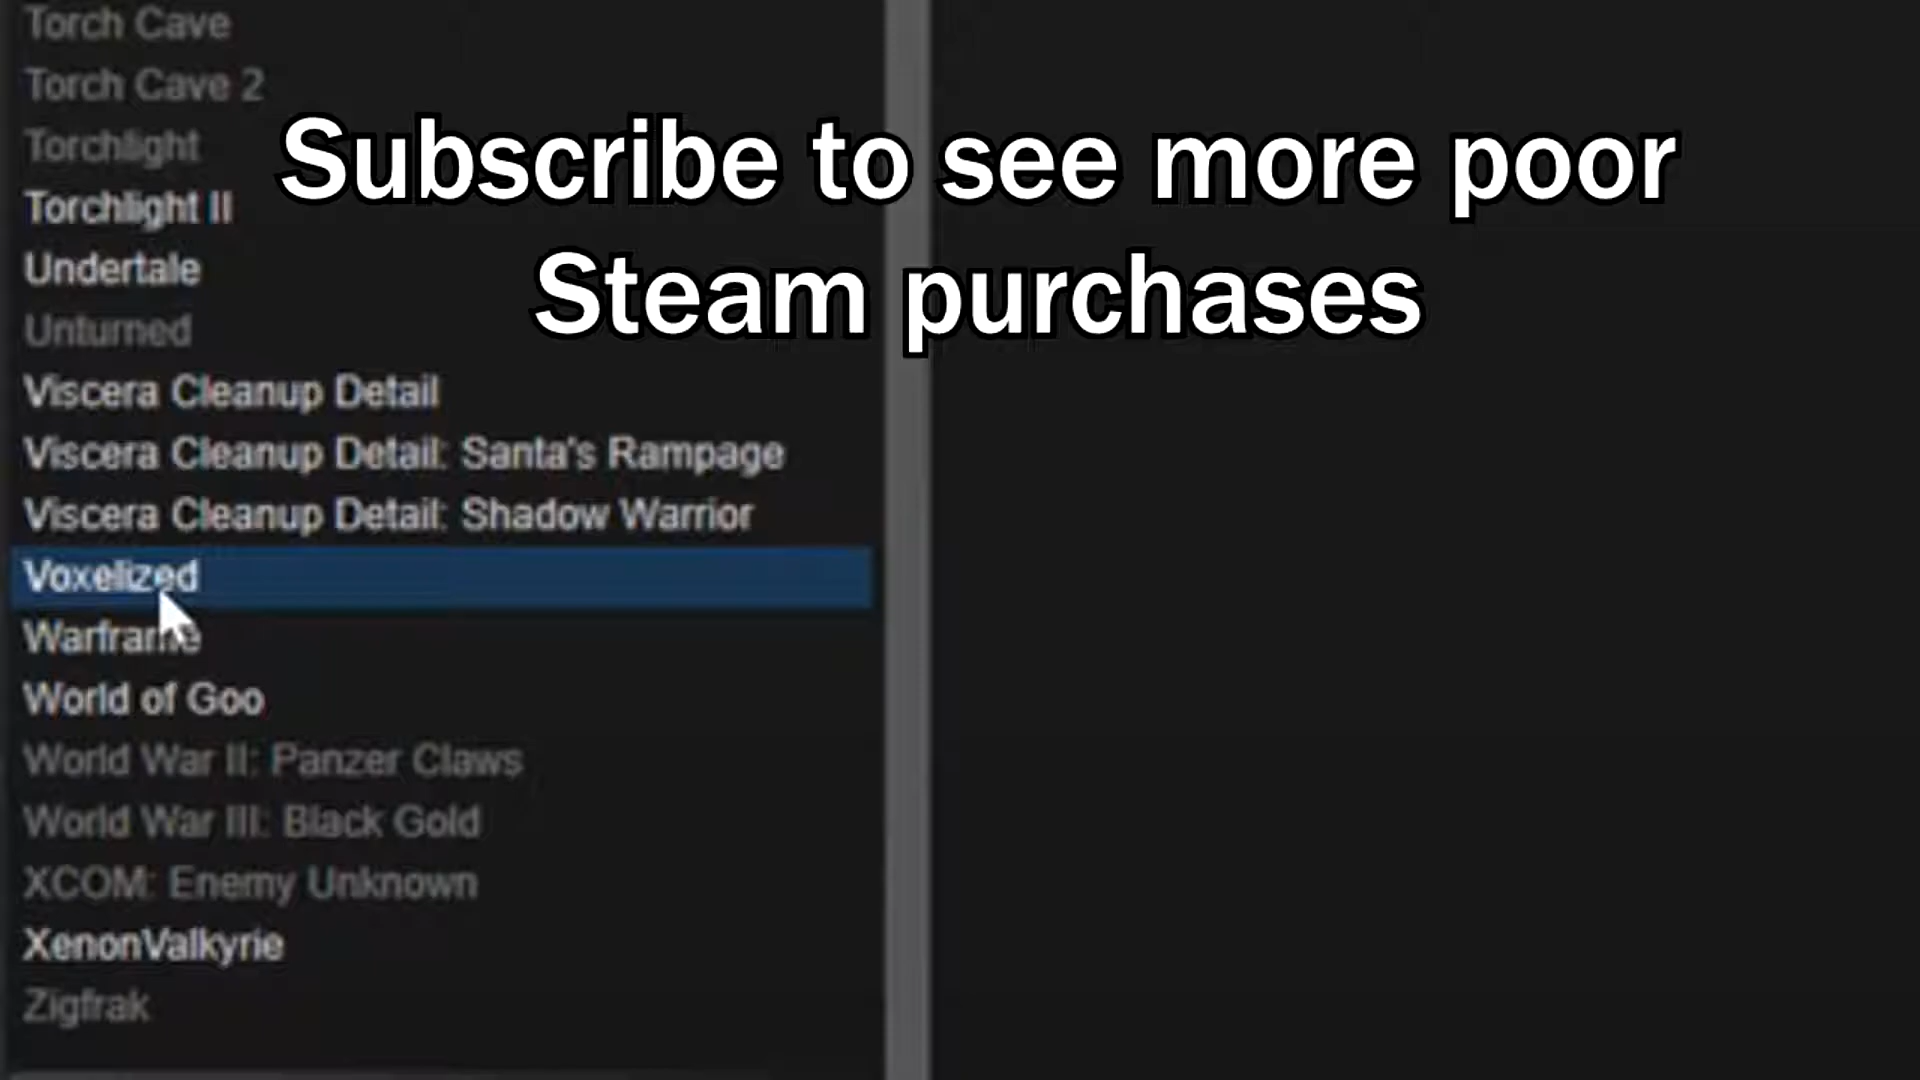 Torch Cave
Torch Cave 2
Subscribe to see more poor
Steam purchases
Torchlight
Torchlight II
Undertale
Unturned
Viscera Cleanup Detail
Viscera Cleanup Detail: Santa's Rampage
Viscera Cleanup Detail: Shadow Warrior
Voxelized
Warframe
World of Goo
World War II: Panzer Claws
World War III: Black Gold
XCOM: Enemy Unknown
XenonValkyrie
Zigfrak